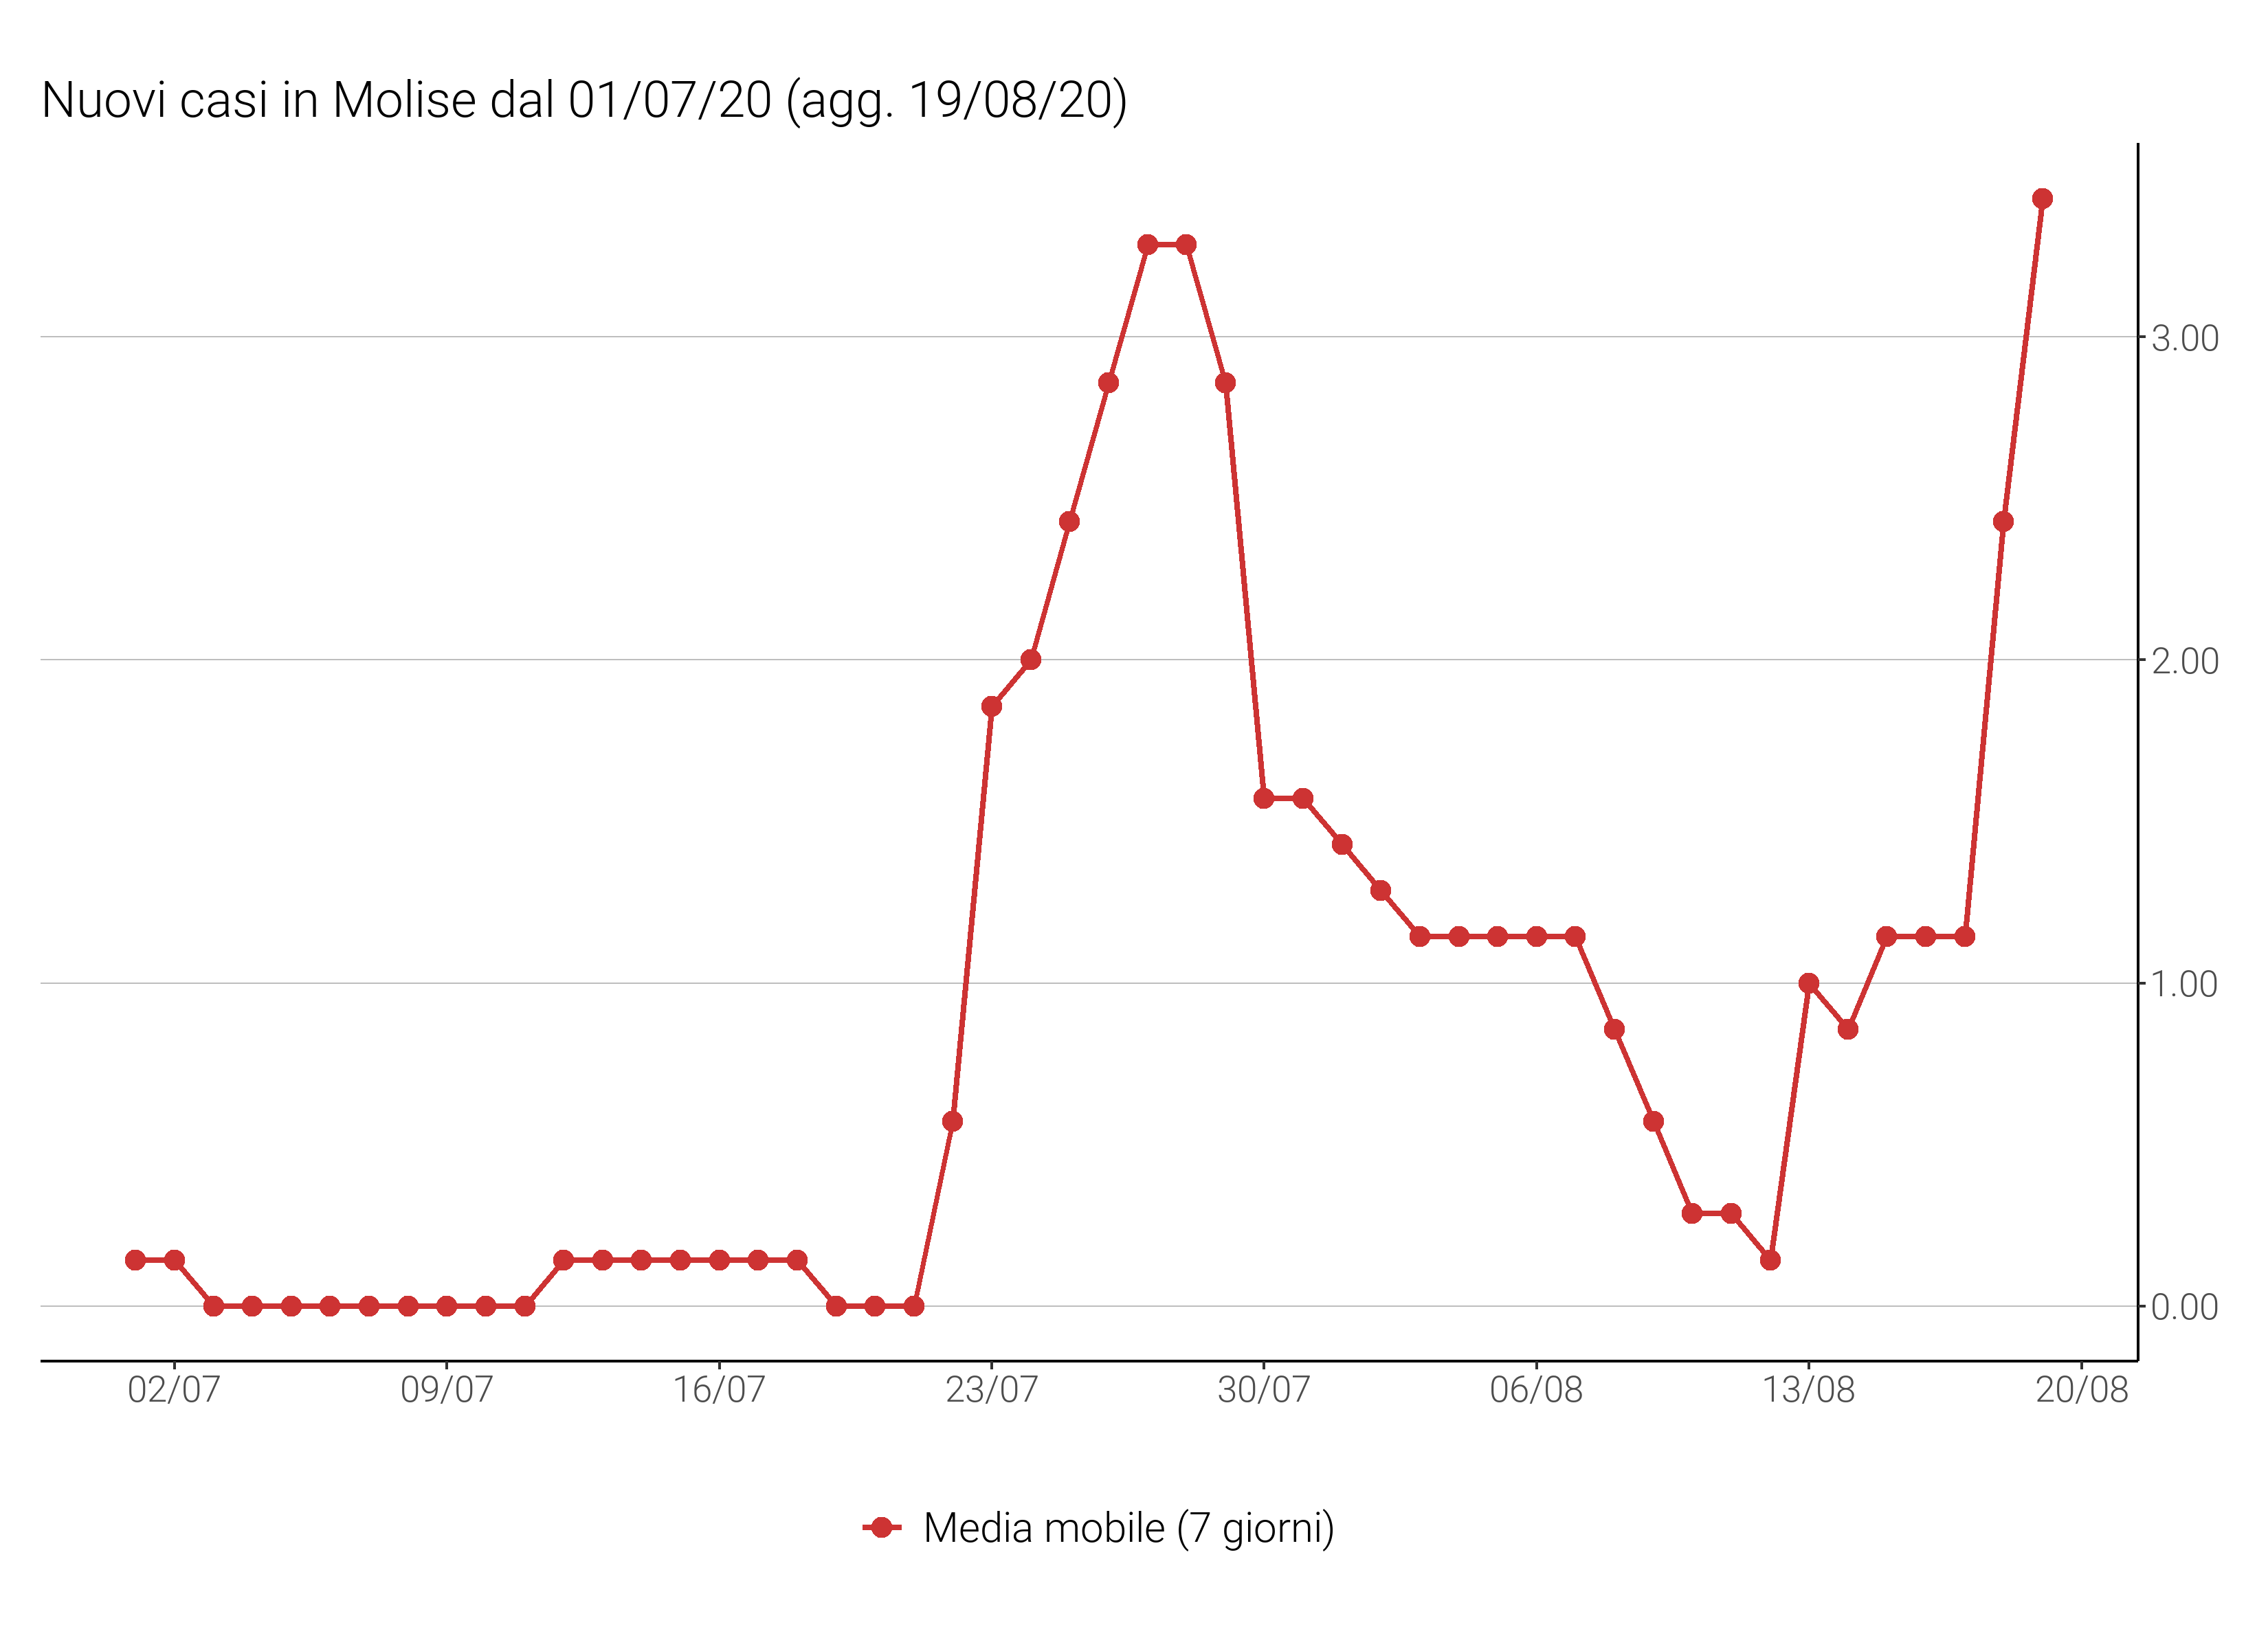 Nuovi casi in Molise dal 01/07/20 (agg. 19/08/20)
3.00
2.00
1.00
0.00
02/07 09/07 16/07 23/07 30/07 06/08 13/08 20/08
Media mobile (7 giorni)